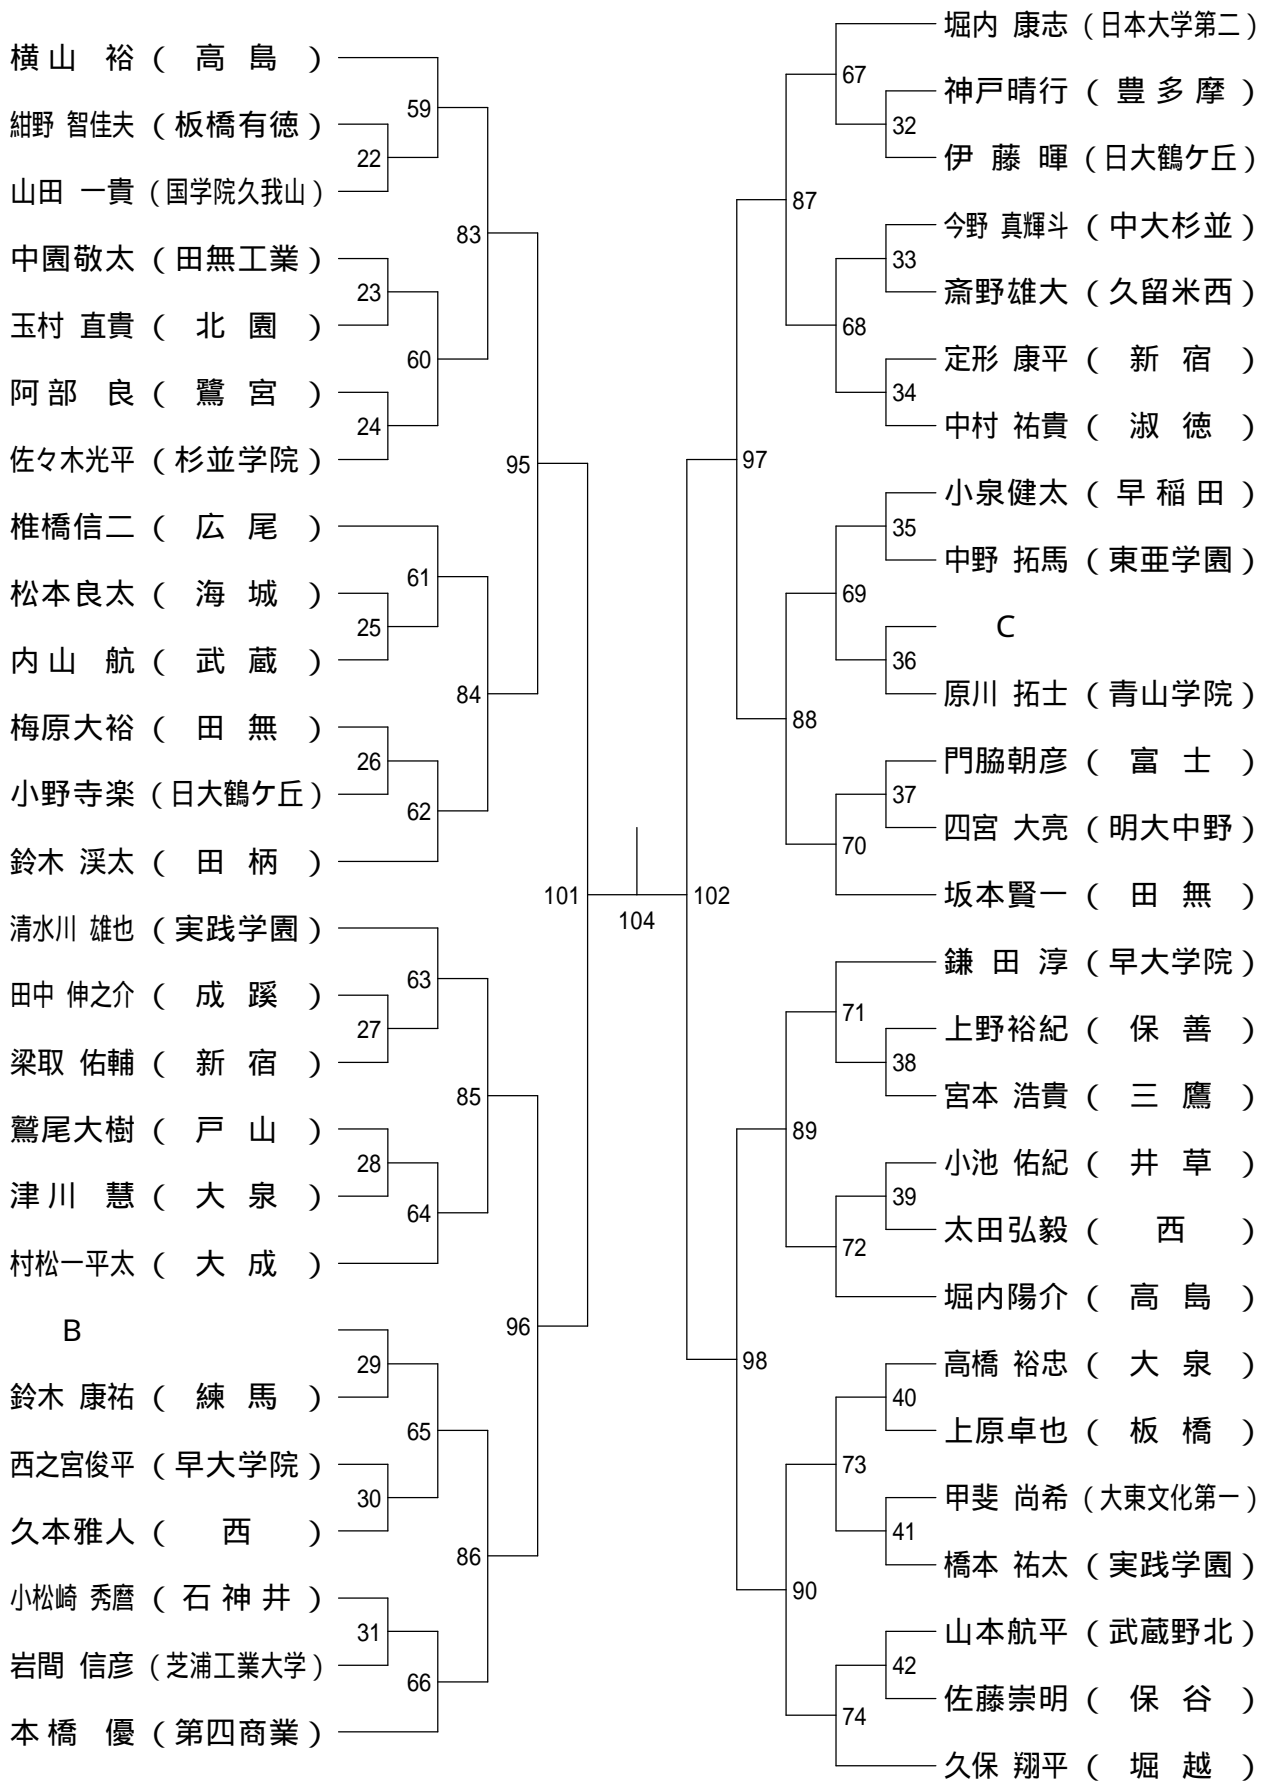 横山 裕 ( 高 島 )
紺野 智佳夫 ( 板橋有徳 )
山田 一貴 ( 国学院久我山 )
中園敬太 ( 田無工業 )
玉村 直貴 ( 北 園 )
阿部 良 ( 鷺 宮 )
佐々木光平 ( 杉並学院 )
椎橋信二 ( 広 尾 )
松本良太 ( 海 城 )
内山 航 ( 武 蔵 )
梅原大裕 ( 田 無 )
小野寺楽 ( 日大鶴ケ丘 )
鈴木 渓太 ( 田 柄 )
清水川 雄也 ( 実践学園 )
田中 伸之介 ( 成 蹊 )
梁取 佑輔 ( 新 宿 )
鷲尾大樹 ( 戸 山 )
津川 慧 ( 大 泉 )
村松一平太 ( 大 成 )
B
鈴木 康祐 ( 練 馬 )
西之宮俊平 ( 早大学院 )
久本雅人 ( 西 )
小松崎 秀麿 ( 石神井 )
岩間 信彦 ( 芝浦工業大学 )
本橋 優 ( 第四商業 )
22
23
24
25
26
27
28
29
30
31
59
60
61
62
63
64
65
66
83
84
85
86
95
96
101
104
102
97
98
87
88
89
90
67
68
69
70
71
72
73
74
32
33
34
35
36
37
38
39
40
41
42
堀内 康志 ( 日本大学第二 )
神戸晴行 ( 豊多摩 )
伊藤 暉 ( 日大鶴ケ丘 )
今野 真輝斗 ( 中大杉並 )
斎野雄大 ( 久留米西 )
定形 康平 ( 新 宿 )
中村 祐貴 ( 淑 徳 )
小泉健太 ( 早稲田 )
中野 拓馬 ( 東亜学園 )
C
原川 拓士 ( 青山学院 )
門脇朝彦 ( 富 士 )
四宮 大亮 ( 明大中野 )
坂本賢一 ( 田 無 )
鎌田 淳 ( 早大学院 )
上野裕紀 ( 保 善 )
宮本 浩貴 ( 三 鷹 )
小池 佑紀 ( 井 草 )
太田弘毅 ( 西 )
堀内陽介 ( 高 島 )
高橋 裕忠 ( 大 泉 )
上原卓也 ( 板 橋 )
甲斐 尚希 ( 大東文化第一 )
橋本 祐太 ( 実践学園 )
山本航平 ( 武蔵野北 )
佐藤崇明 ( 保 谷 )
久保 翔平 ( 堀 越 )